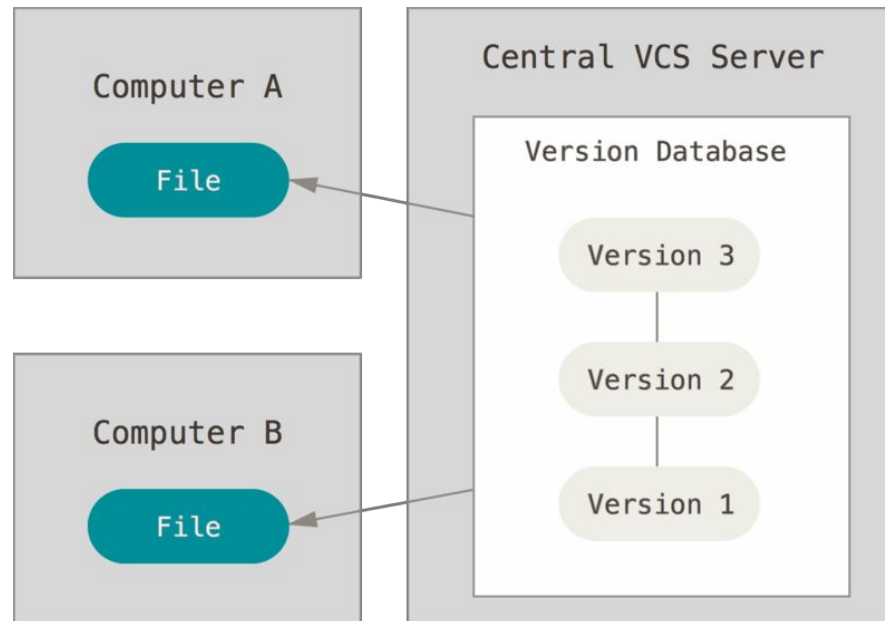 Computer A
File
Computer B
File
Central VCS Server
Version Database
Version 3
Version 2
Version 1